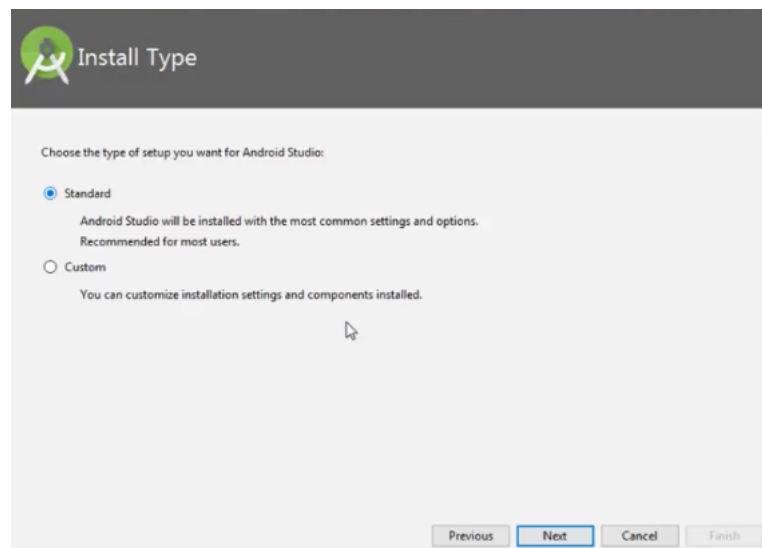 Install Type
Choose the type of setup you want for Android Studio:
Standard
Android Studio will be installed with the most common settings and options.
Recommended for most users.
Custom
You can customize installation settings and components installed.
Previous
Next
Cancel
Finish